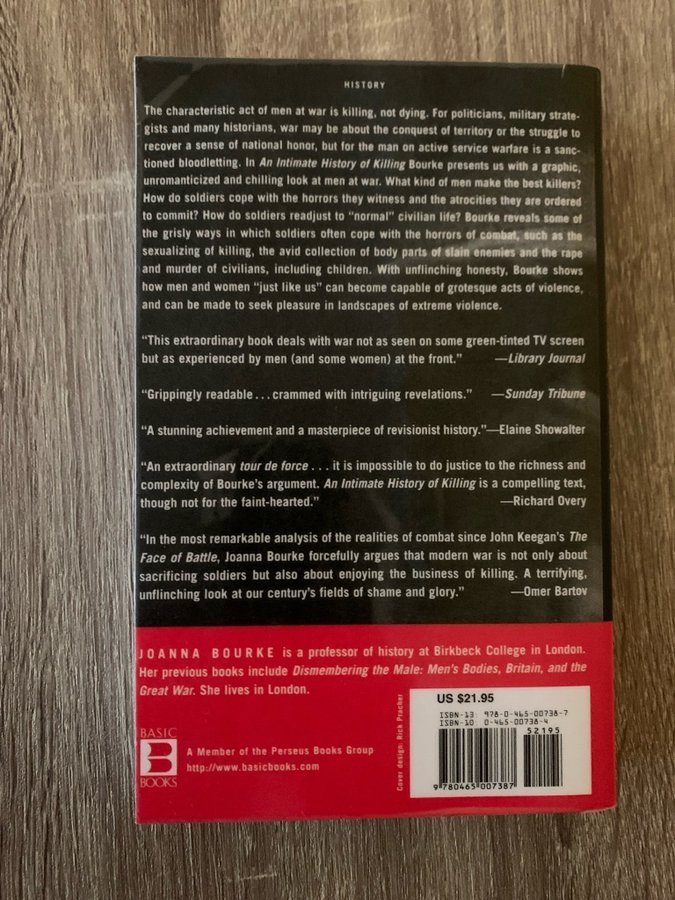 HISTORY
The characteristic act of men at war is killing, not dying. For politicians, military strate-
gists and many historians, war may be about the conquest of territory or the struggle to
recover a sense of national honor, but for the man on active service warfare is a sanc-
tioned bloodletting. In An Intimate History of Killing Bourke presents us with a graphic,
unromanticized and chilling look at men at war. What kind of men make the best killers?
How do soldiers cope with the horrors they witness and the atrocities they are ordered
to commit? How do soldiers readjust to “normal” civilian life? Bourke reveals some of
the grisly ways in which soldiers often cope with the horrors of combat, such as the
sexualizing of killing, the avid collection of body parts of slain enemies and the rape
and murder of civilians, including children. With unflinching honesty, Bourke shows
how men and women “just like us” can become capable of grotesque acts of violence,
and can be made to seek pleasure in landscapes of extreme violence.
“This extraordinary book deals with war not as seen on some green-tinted TV screen
but as experienced by men (and some women) at the front.” —Library Journal
“Grippingly readable . . . crammed with intriguing revelations.” —Sunday Tribune
“A stunning achievement and a masterpiece of revisionist history.”—Elaine Showalter
“An extraordinary tour de force . . . it is impossible to do justice to the richness and
complexity of Bourke's argument. An Intimate History of Killing is a compelling text,
though not for the faint-hearted.” —Richard Overy
“In the most remarkable analysis of the realities of combat since John Keegan's The
Face of Battle, Joanna Bourke forcefully argues that modern war is not only about
sacrificing soldiers but also about enjoying the business of killing. A terrifying,
unflinching look at our century's fields of shame and glory.” —Omer Bartov
JOANNA BOURKE is a professor of history at Birkbeck College in London.
Her previous books include Dismembering the Male: Men's Bodies, Britain, and the
Great War. She lives in London.
BASIC
B
BOOKS
A Member of the Perseus Books Group
http://www.basicbooks.com
Cover design: Rick Pracher
US $21.95
ISBN-13: 978-0-465-00738-7
ISBN-10: 0-465-00738-4
52195
9 780465 007387